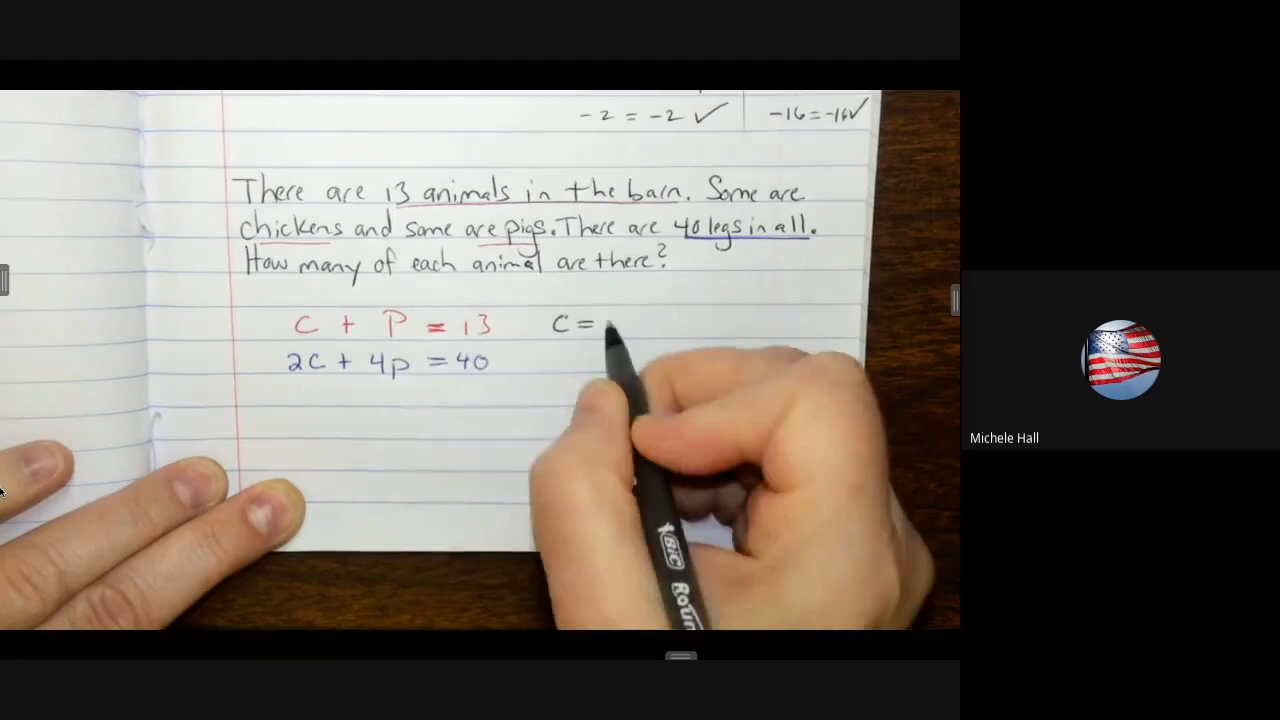 -2 = -2 ✓ -16=-16✓
There are 13 animals in the barn. Some are
chickens and some are pigs. There are 40 legs in all.
How many of each animal are there?
C + P = 13 C =
2C + 4p = 40
BIC
Michele Hall